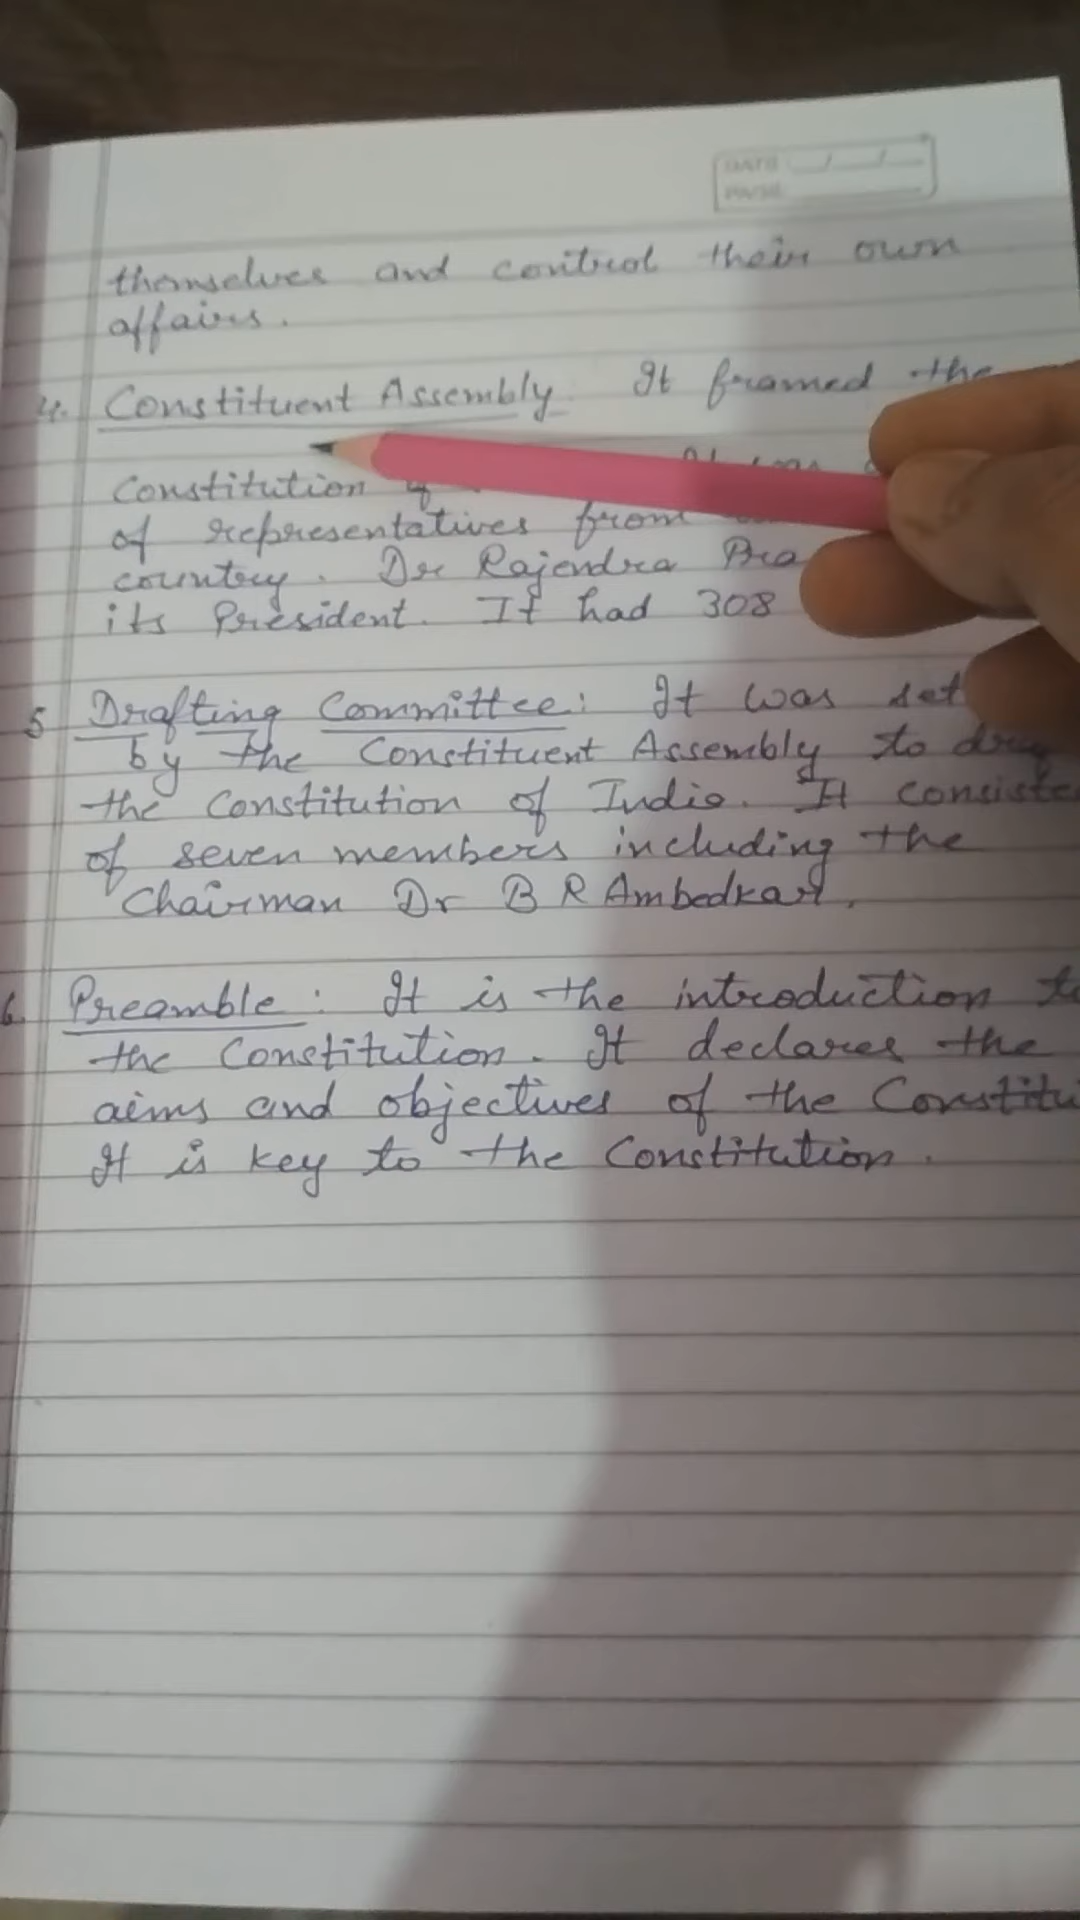 DATE
PAGE
themselves and control their own
affairs.
4. Constituent Assembly. It framed the
Constitution
of representatives from
country. Dr Rajendra
its President. It had 308
5 Drafting Committee: It was set
by the Constituent Assembly to
the Constitution of India. It
of seven members including the
Chairman Dr B R Ambedkar.
6. Preamble: It is the introduction
the Constitution. It declares the
aims and objectives of the
It is key to the Constitution.